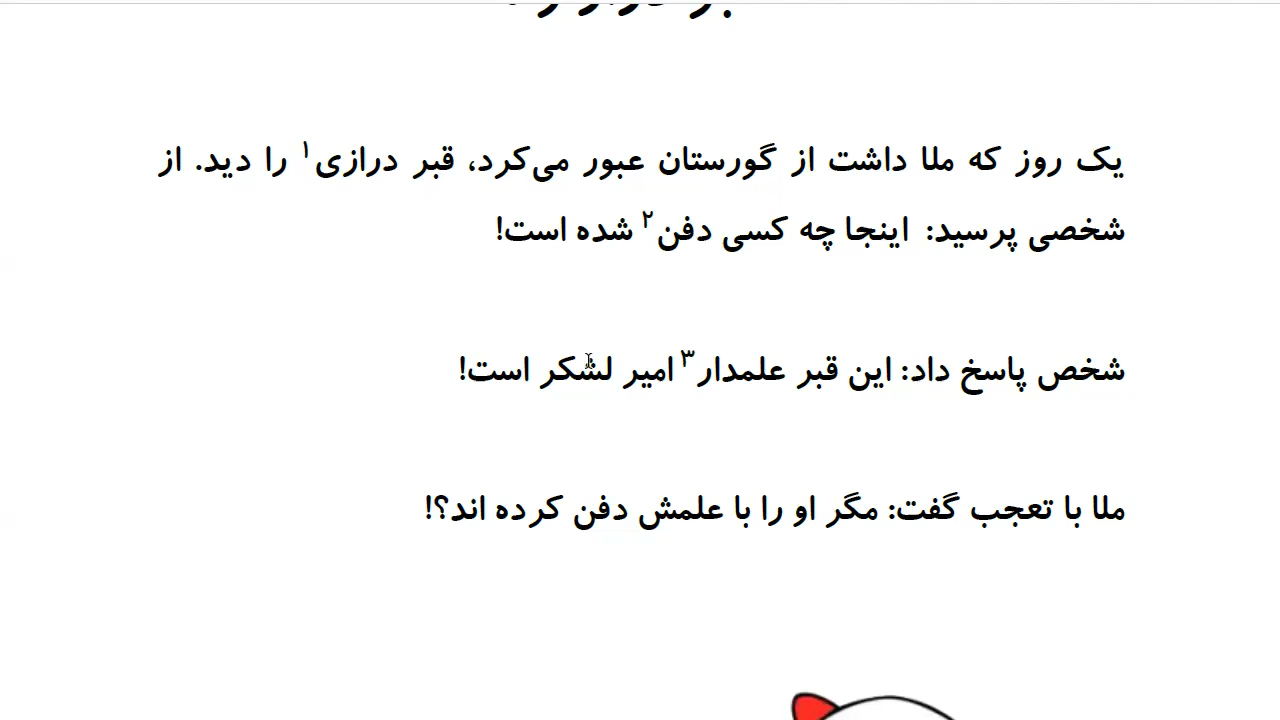 یک روز که ملا داشت از گورستان عبور می‌کرد، قبر درازی۱ را دید. از
شخصی پرسید: اینجا چه کسی دفن۲ شده است!
شخص پاسخ داد: این قبر علمدار۳ امیر لشکر است!
ملا با تعجب گفت: مگر او را با علمش دفن کرده اند؟!